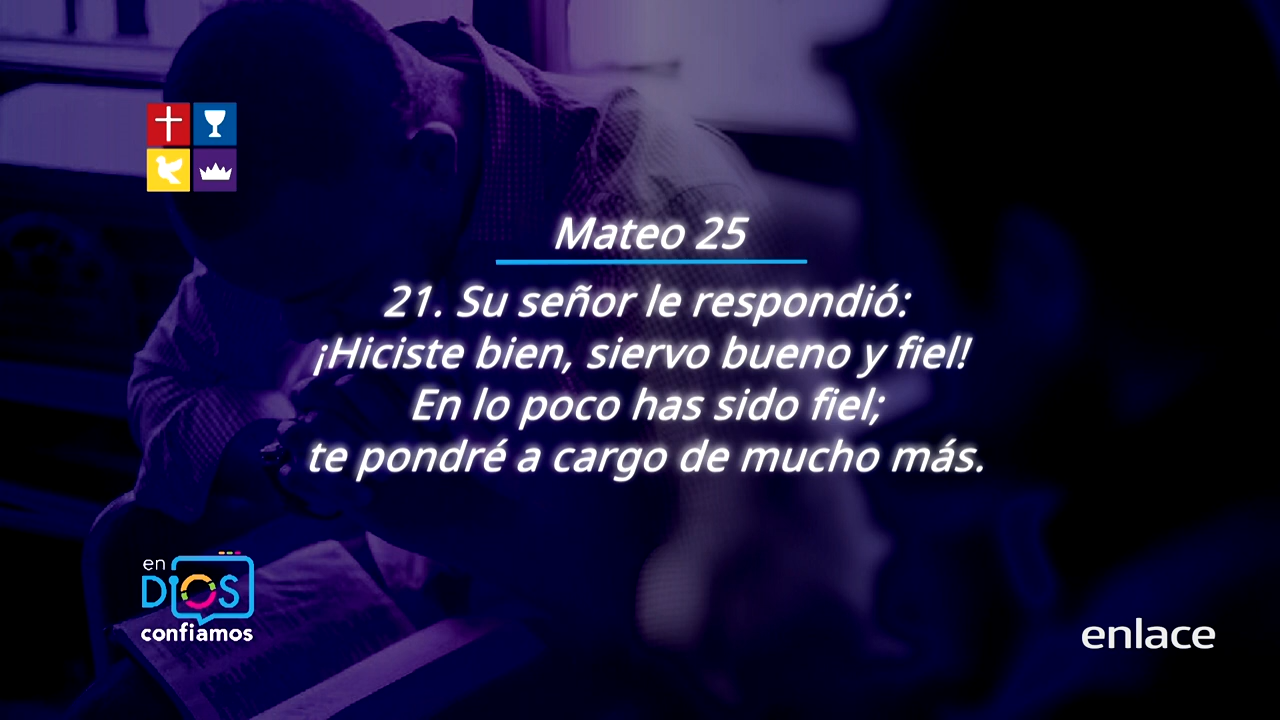 Mateo 25
21. Su señor le respondió:
¡Hiciste bien, siervo bueno y fiel!
En lo poco has sido fiel;
te pondré a cargo de mucho más.
en
DIOS
confiamos
enlace